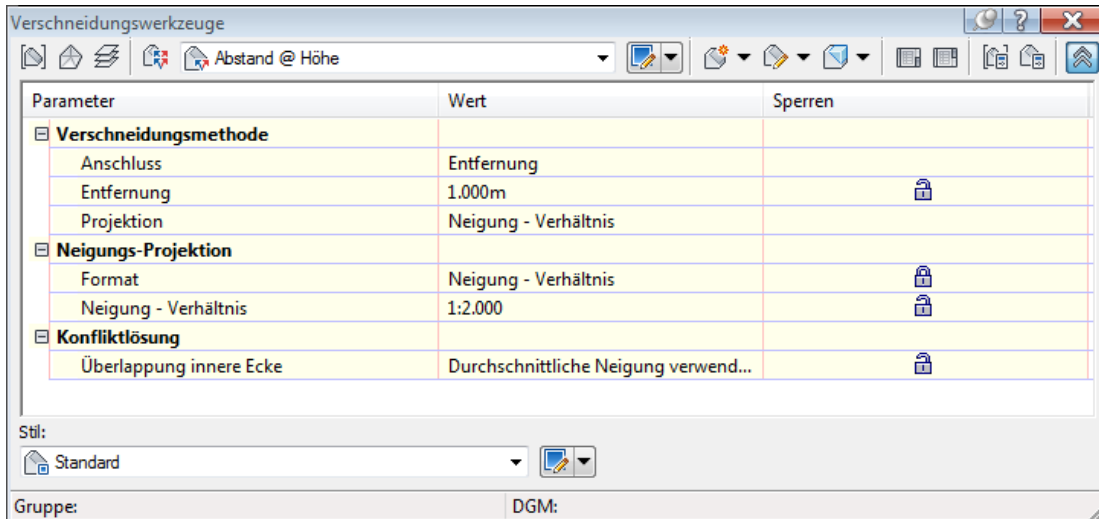 Verschneidungswerkzeuge
Abstand @ Höhe
Parameter Wert Sperren
Verschneidungsmethode
Anschluss Entfernung
Entfernung 1.000m
Projektion Neigung - Verhältnis
Neigungs-Projektion
Format Neigung - Verhältnis
Neigung - Verhältnis 1:2.000
Konfliktlösung
Überlappung innere Ecke Durchschnittliche Neigung verwend...
Stil:
Standard
Gruppe: DGM: